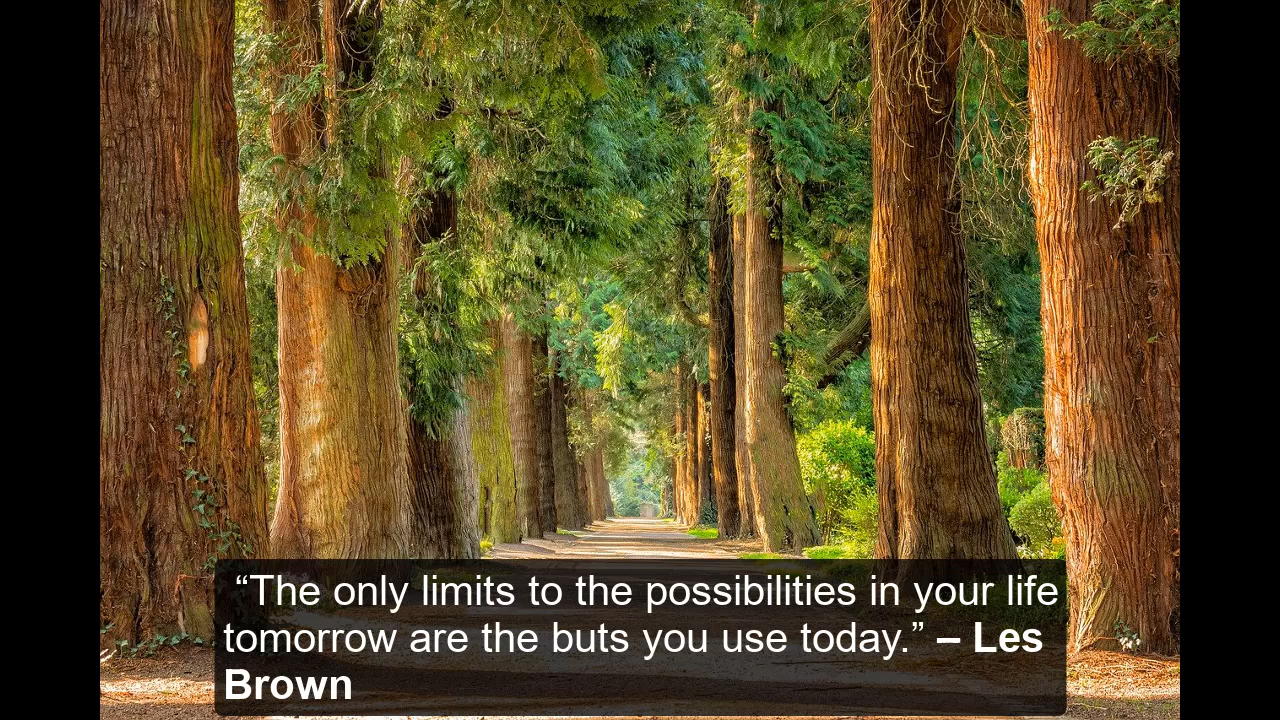 “The only limits to the possibilities in your life
tomorrow are the buts you use today.” – Les
Brown